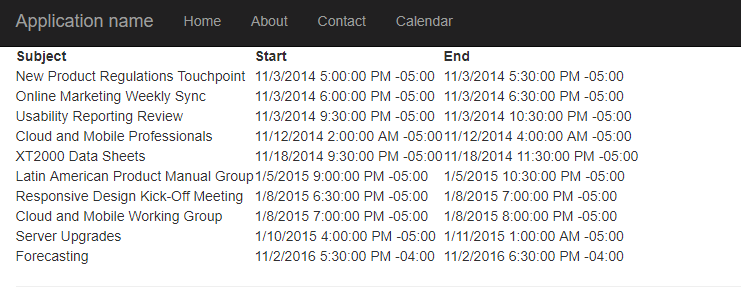 Application name Home About Contact Calendar
Subject Start End
New Product Regulations Touchpoint 11/3/2014 5:00:00 PM -05:00 11/3/2014 5:30:00 PM -05:00
Online Marketing Weekly Sync 11/3/2014 6:00:00 PM -05:00 11/3/2014 6:30:00 PM -05:00
Usability Reporting Review 11/3/2014 9:30:00 PM -05:00 11/3/2014 10:30:00 PM -05:00
Cloud and Mobile Professionals 11/12/2014 2:00:00 AM -05:00 11/12/2014 4:00:00 AM -05:00
XT2000 Data Sheets 11/18/2014 9:30:00 PM -05:00 11/18/2014 11:30:00 PM -05:00
Latin American Product Manual Group 1/5/2015 9:00:00 PM -05:00 1/5/2015 10:30:00 PM -05:00
Responsive Design Kick-Off Meeting 1/8/2015 6:30:00 PM -05:00 1/8/2015 7:00:00 PM -05:00
Cloud and Mobile Working Group 1/8/2015 7:00:00 PM -05:00 1/8/2015 8:00:00 PM -05:00
Server Upgrades 1/10/2015 4:00:00 PM -05:00 1/11/2015 1:00:00 AM -05:00
Forecasting 11/2/2016 5:30:00 PM -04:00 11/2/2016 6:30:00 PM -04:00